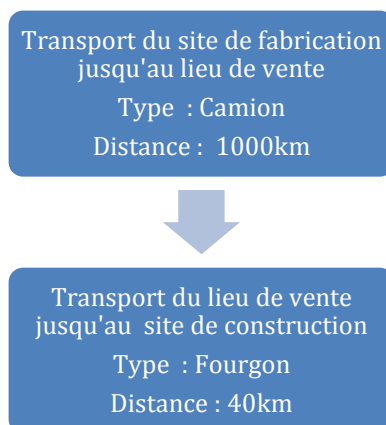 Transport du site de fabrication
jusqu'au lieu de vente
Type : Camion
Distance : 1000km
Transport du lieu de vente
jusqu'au site de construction
Type : Fourgon
Distance : 40km